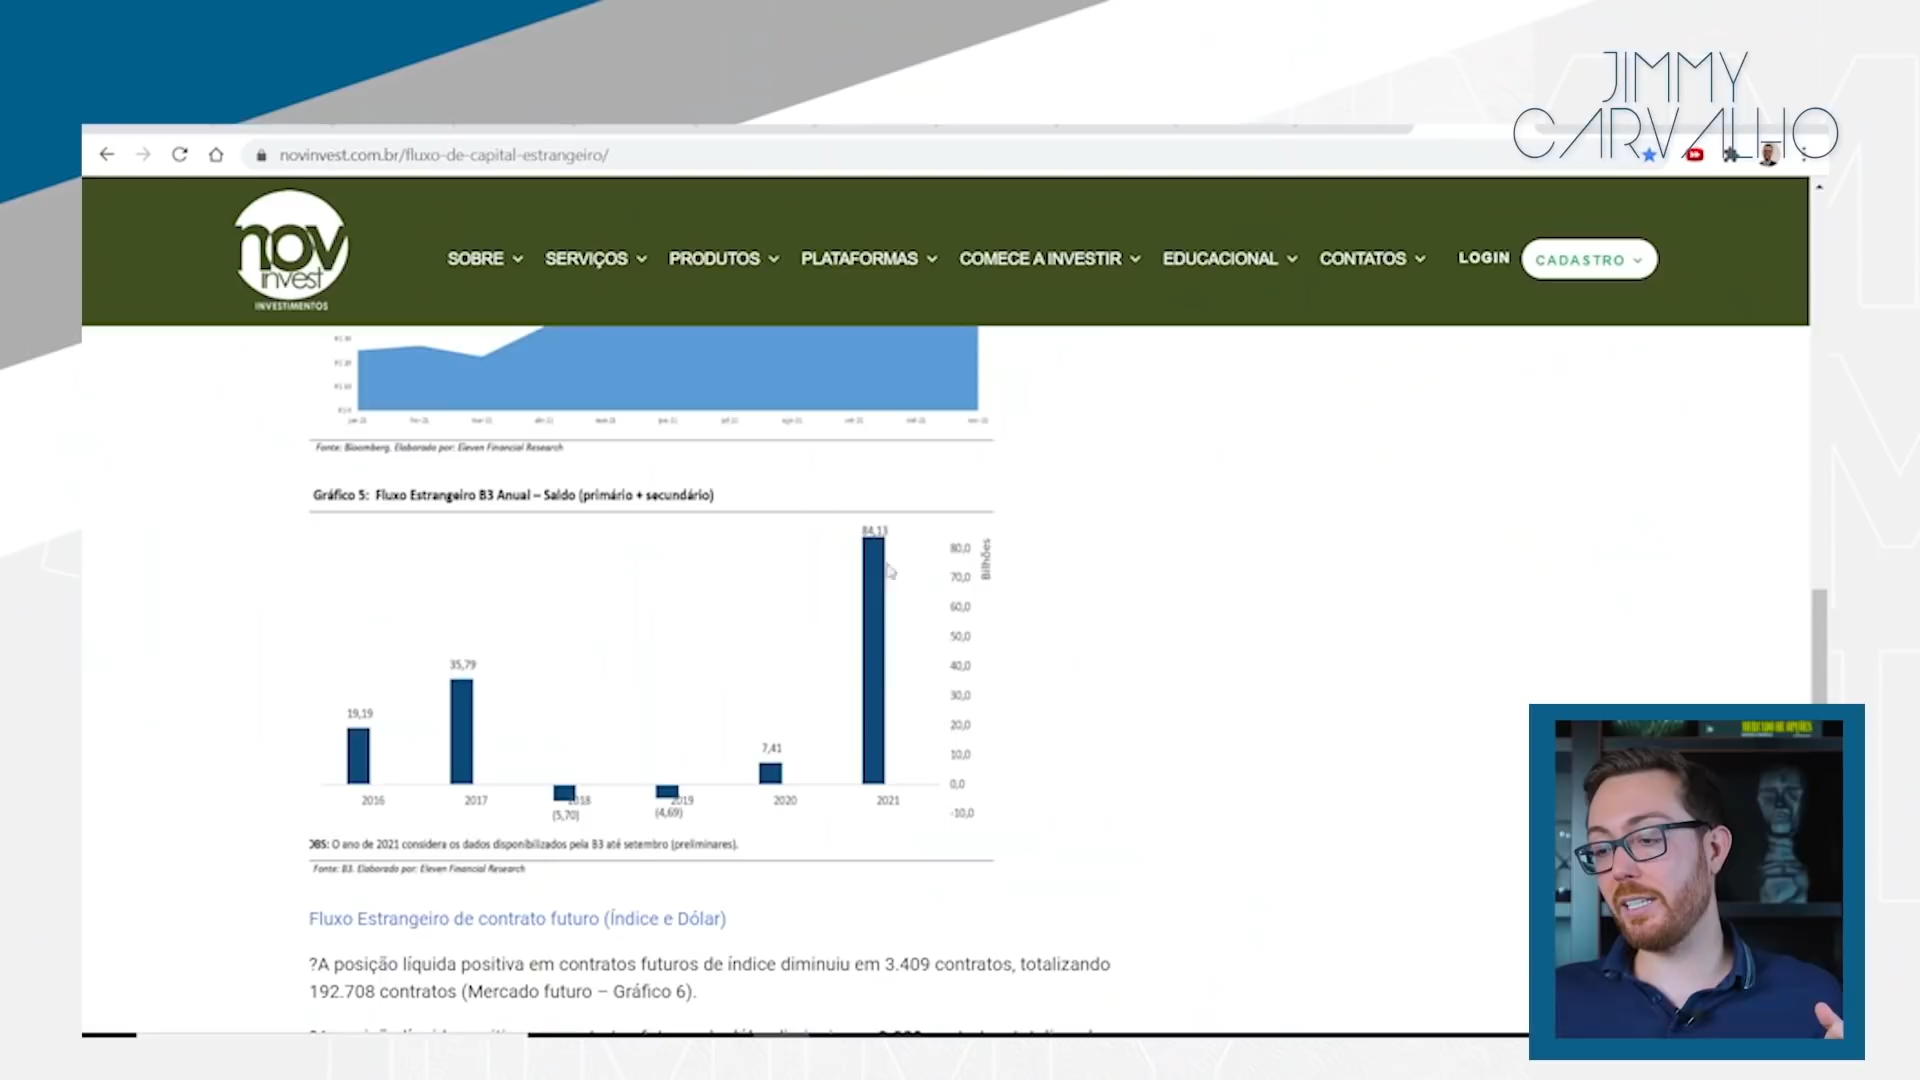 JIMMY
CARVALHO
novinvest.com.br/fluxo-de-capital-estrangeiro/
nov
invest
INVESTIMENTOS
SOBRE SERVIÇOS PRODUTOS PLATAFORMAS COMECE A INVESTIR EDUCACIONAL CONTATOS LOGIN CADASTRO
Fonte: Bloomberg. Elaborado por: Eleven Financial Research
Gráfico 5: Fluxo Estrangeiro B3 Anual – Saldo (primário + secundário)
84,13
80,0
Bilhões
70,0
60,0
50,0
40,0
35,79
30,0
19,19
20,0
7,41
10,0
0,0
2016 2017 2018 2019 2020 2021
(5,70) (4,69) -10,0
OBS: O ano de 2021 considera os dados disponibilizados pela B3 até setembro (preliminares).
Fonte: B3. Elaborado por: Eleven Financial Research
Fluxo Estrangeiro de contrato futuro (Índice e Dólar)
?A posição líquida positiva em contratos futuros de índice diminuiu em 3.409 contratos, totalizando
192.708 contratos (Mercado futuro – Gráfico 6).
MERCADO DE OPÇÕES